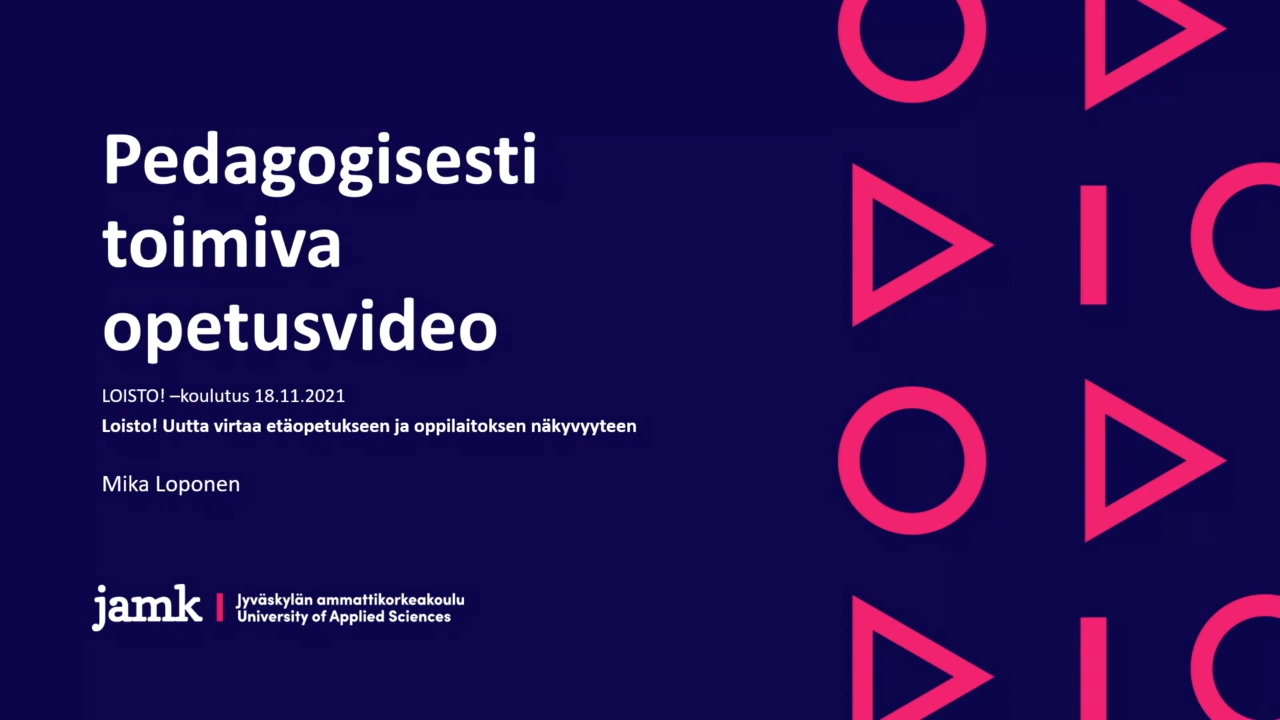 Pedagogisesti
toimiva
opetusvideo
LOISTO! –koulutus 18.11.2021
Loisto! Uutta virtaa etäopetukseen ja oppilaitoksen näkyvyyteen
Mika Loponen
jamk
Jyväskylän ammattikorkeakoulu
University of Applied Sciences